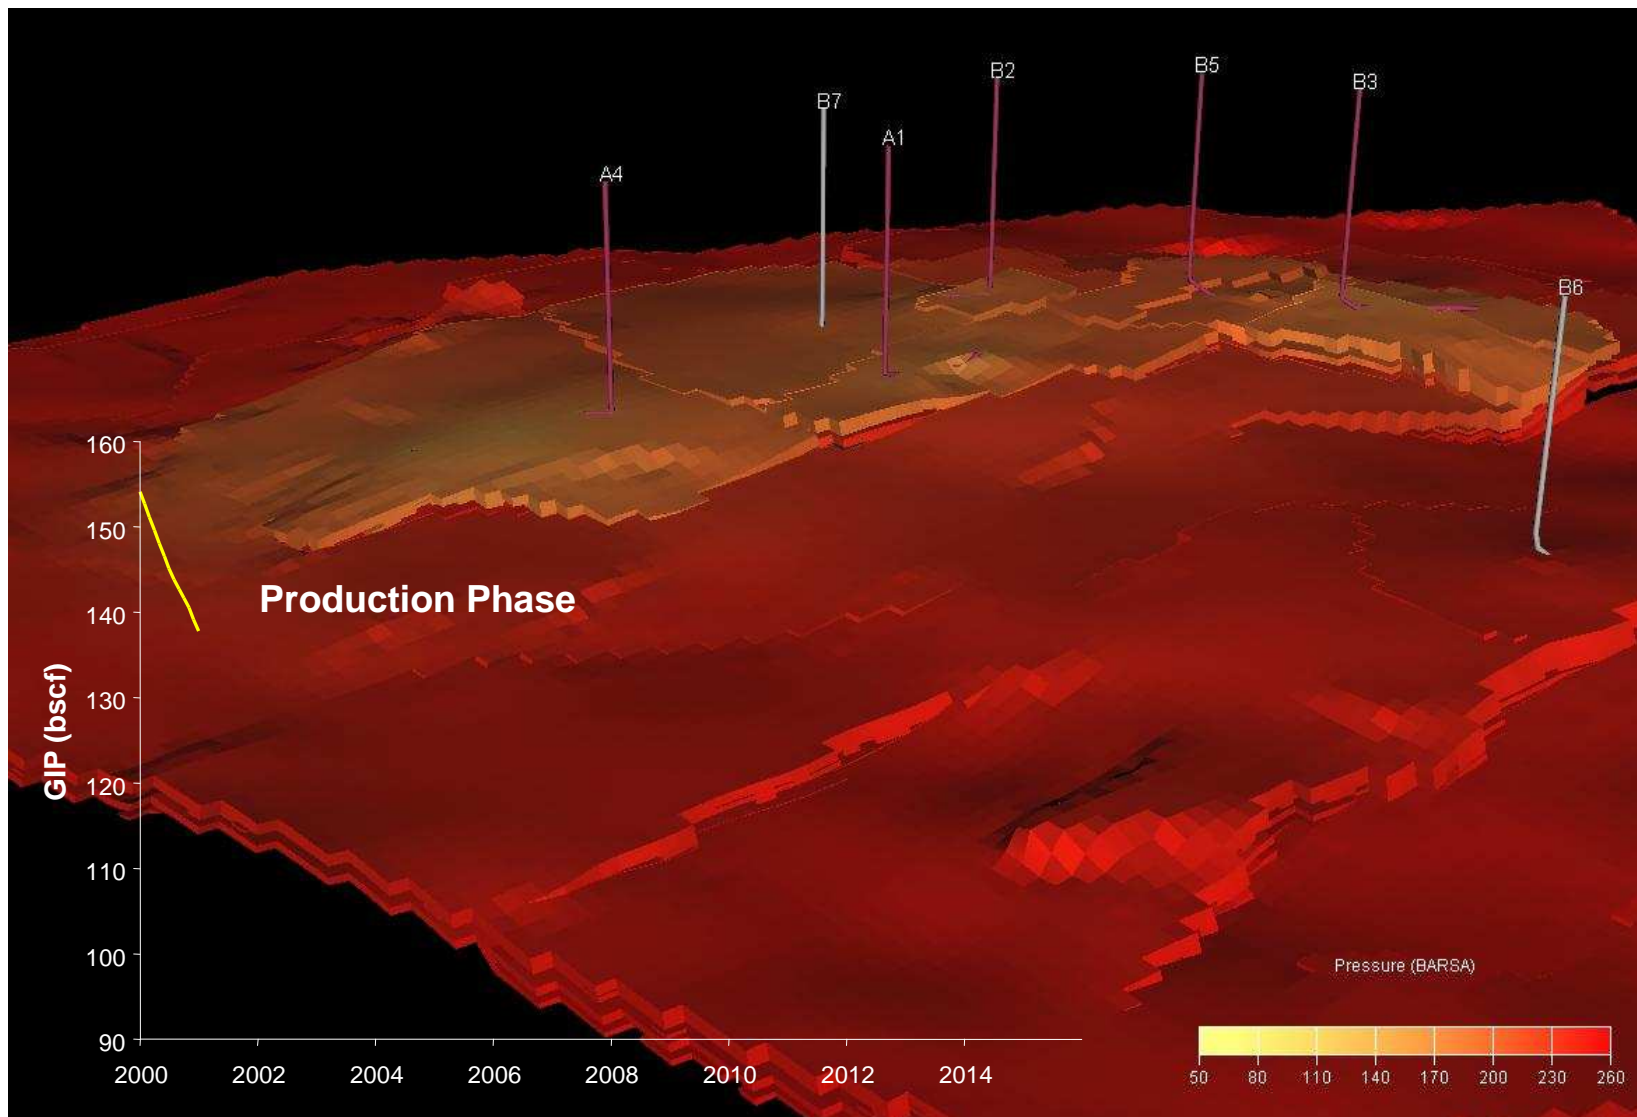 B2
B5
B3
B7
A1
A4
B6
160
150
Production Phase
140
GIP (bscf)
130
120
110
100
Pressure (BARSA)
90
2000 2002 2004 2006 2008 2010 2012 2014
50 80 110 140 170 200 230 260